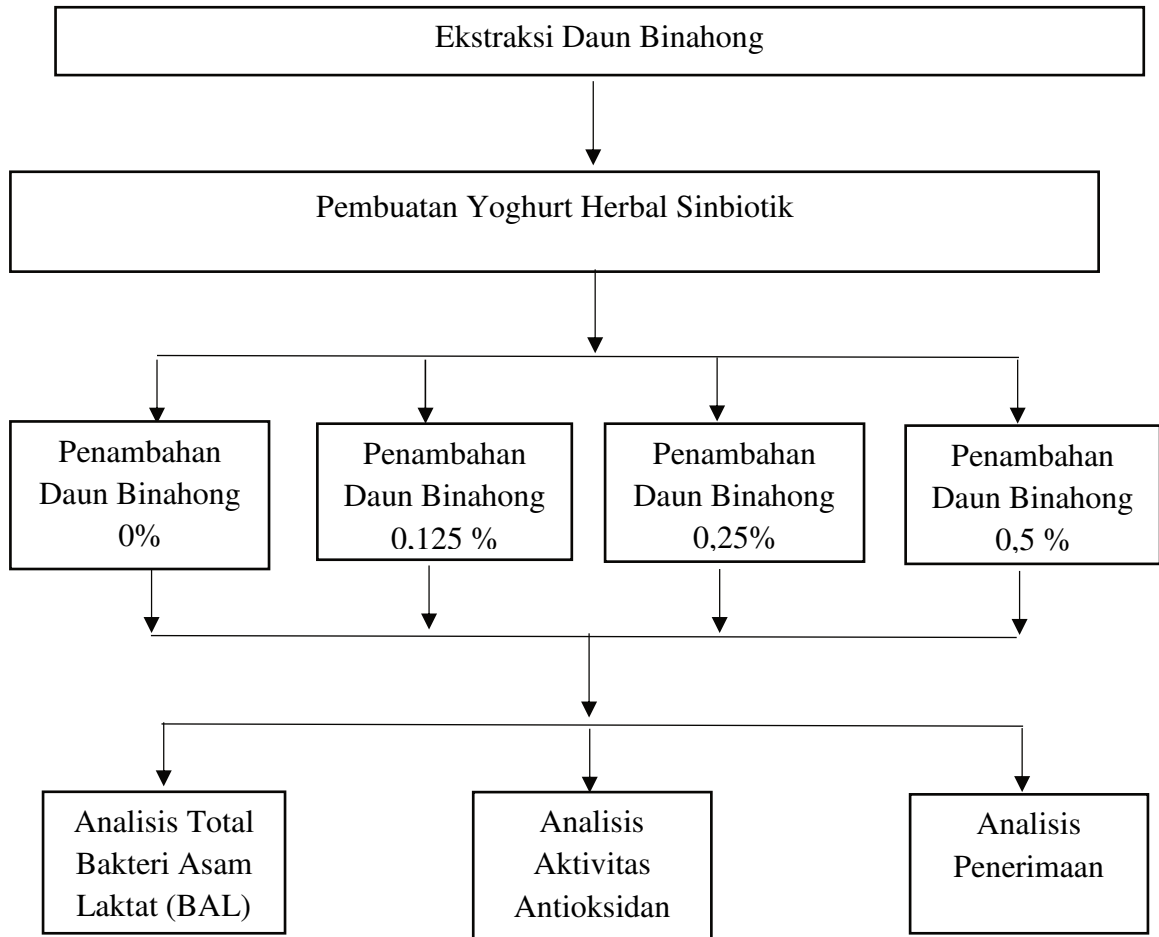 Ekstraksi Daun Binahong
Pembuatan Yoghurt Herbal Sinbiotik
Penambahan
Daun Binahong
0%
Penambahan
Daun Binahong
0,125 %
Penambahan
Daun Binahong
0,25%
Penambahan
Daun Binahong
0,5 %
Analisis Total
Bakteri Asam
Laktat (BAL)
Analisis
Aktivitas
Antioksidan
Analisis
Penerimaan